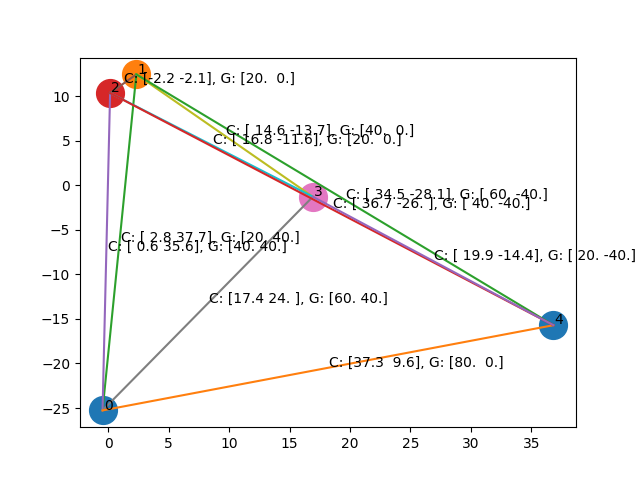 1
2 C: [-2.2 -2.1], G: [20.  0.]
10
C: [ 14.6 -13.7], G: [40.  0.]
5
C: [ 16.8 -11.6], G: [20.  0.]
0
3
C: [ 34.5 -28.1], G: [ 60. -40.]
C: [ 36.7 -26. ], G: [ 40. -40.]
−5
C: [ 2.8 37.7], G: [20. 40.]
C: [ 0.6 35.6], G: [40. 40.]
C: [ 19.9 -14.4], G: [ 20. -40.]
−10
C: [17.4 24. ], G: [60. 40.]
−15
4
−20
C: [37.3  9.6], G: [80.  0.]
−25
0
0 5 10 15 20 25 30 35